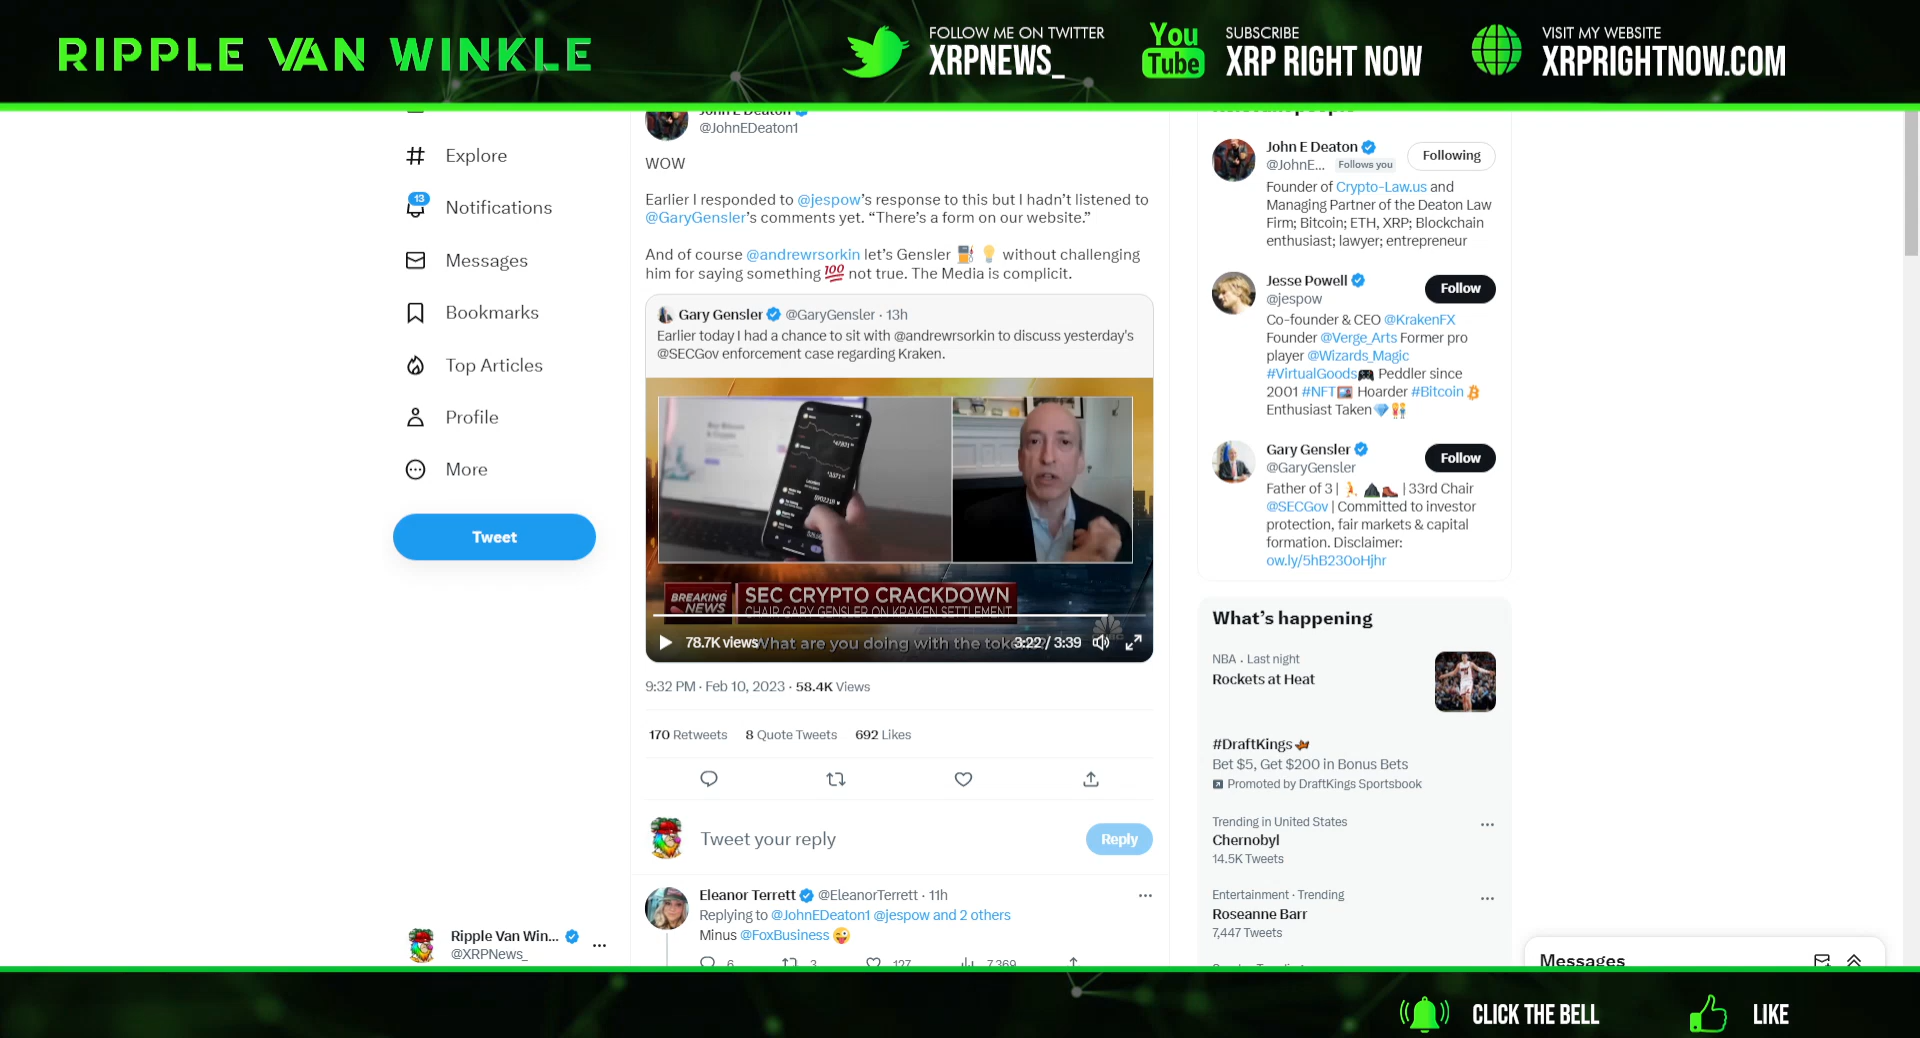 RIPPLE VAN WINKLE
FOLLOW ME ON TWITTER
XRPNEWS_
You
Tube
SUBSCRIBE
XRP RIGHT NOW
VISIT MY WEBSITE
XRPRIGHTNOW.COM
Explore
13
Notifications
Messages
Bookmarks
Top Articles
Profile
More
Tweet
Ripple Van Win...
@XRPNews_
John E Deaton
@JohnEDeaton1
WOW
Earlier I responded to @jespow's response to this but I hadn't listened to
@GaryGensler's comments yet. “There's a form on our website.”
And of course @andrewrsorkin let's Gensler ⛽💡 without challenging
him for saying something 💯 not true. The Media is complicit.
Gary Gensler @GaryGensler · 13h
Earlier today I had a chance to sit with @andrewrsorkin to discuss yesterday's
@SECGov enforcement case regarding Kraken.
BREAKING
NEWS
SEC CRYPTO CRACKDOWN
CHAIR GARY GENSLER ON KRAKEN SETTLEMENT
78.7K views
What are you doing with the
3:22 / 3:39
9:32 PM · Feb 10, 2023 · 58.4K Views
170 Retweets 8 Quote Tweets 692 Likes
Tweet your reply
Reply
Eleanor Terrett @EleanorTerrett · 11h
Replying to @JohnEDeaton1 @jespow and 2 others
Minus @FoxBusiness 😜
6 3 127 7,369
John E Deaton
@JohnE... Follows you
Following
Founder of Crypto-Law.us and
Managing Partner of the Deaton Law
Firm; Bitcoin; ETH, XRP; Blockchain
enthusiast; lawyer; entrepreneur
Jesse Powell
@jespow
Follow
Co-founder & CEO @KrakenFX
Founder @Verge_Arts Former pro
player @Wizards_Magic
#VirtualGoods🎮 Peddler since
2001 #NFT🖼 Hoarder #Bitcoin
Enthusiast Taken💎👫
Gary Gensler
@GaryGensler
Follow
Father of 3 | | 33rd Chair
@SECGov | Committed to investor
protection, fair markets & capital
formation. Disclaimer:
ow.ly/5hB230oHjhr
What's happening
NBA · Last night
Rockets at Heat
#DraftKings
Bet $5, Get $200 in Bonus Bets
Promoted by DraftKings Sportsbook
Trending in United States
Chernobyl
14.5K Tweets
Entertainment · Trending
Roseanne Barr
7,447 Tweets
Messages
CLICK THE BELL
LIKE